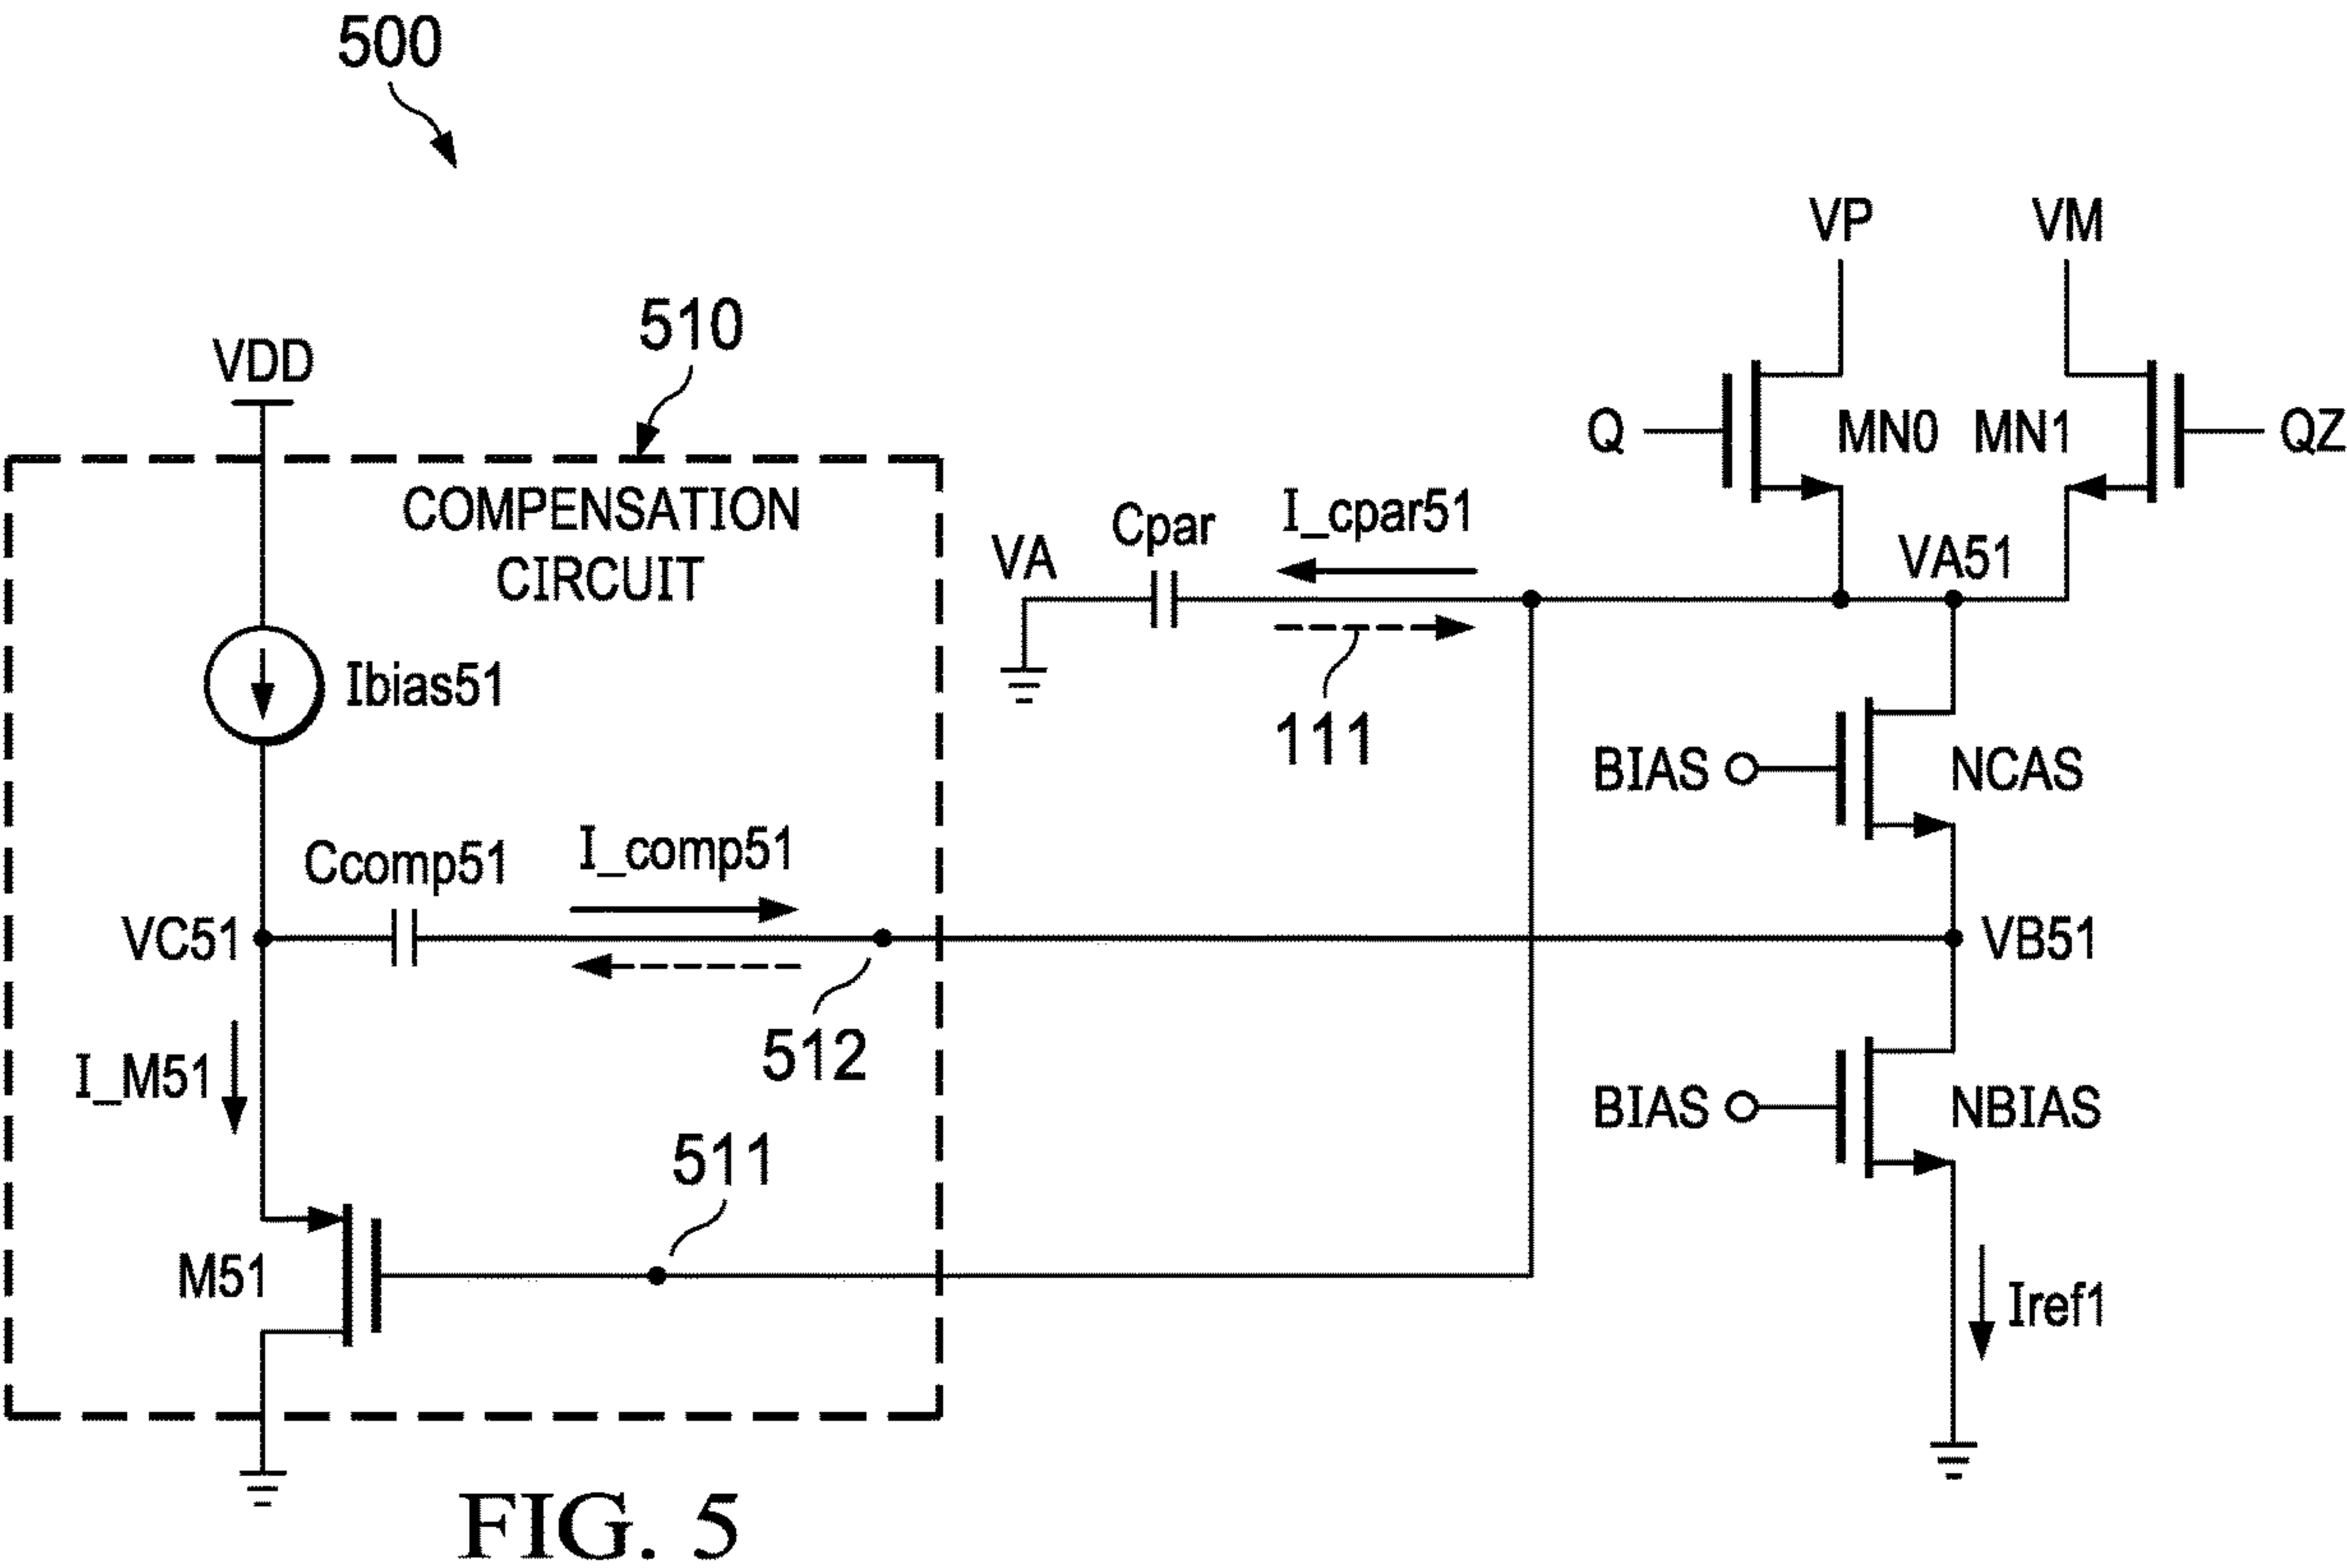 500
VP VM
510
VDD
Q MN0 MN1 QZ
COMPENSATION
CIRCUIT
Cpar I_cpar51
VA VA51
Ibias51
111
BIAS NCAS
Ccomp51 I_comp51
VC51 VB51
512
I_M51
BIAS NBIAS
511
M51
Iref1
FIG. 5